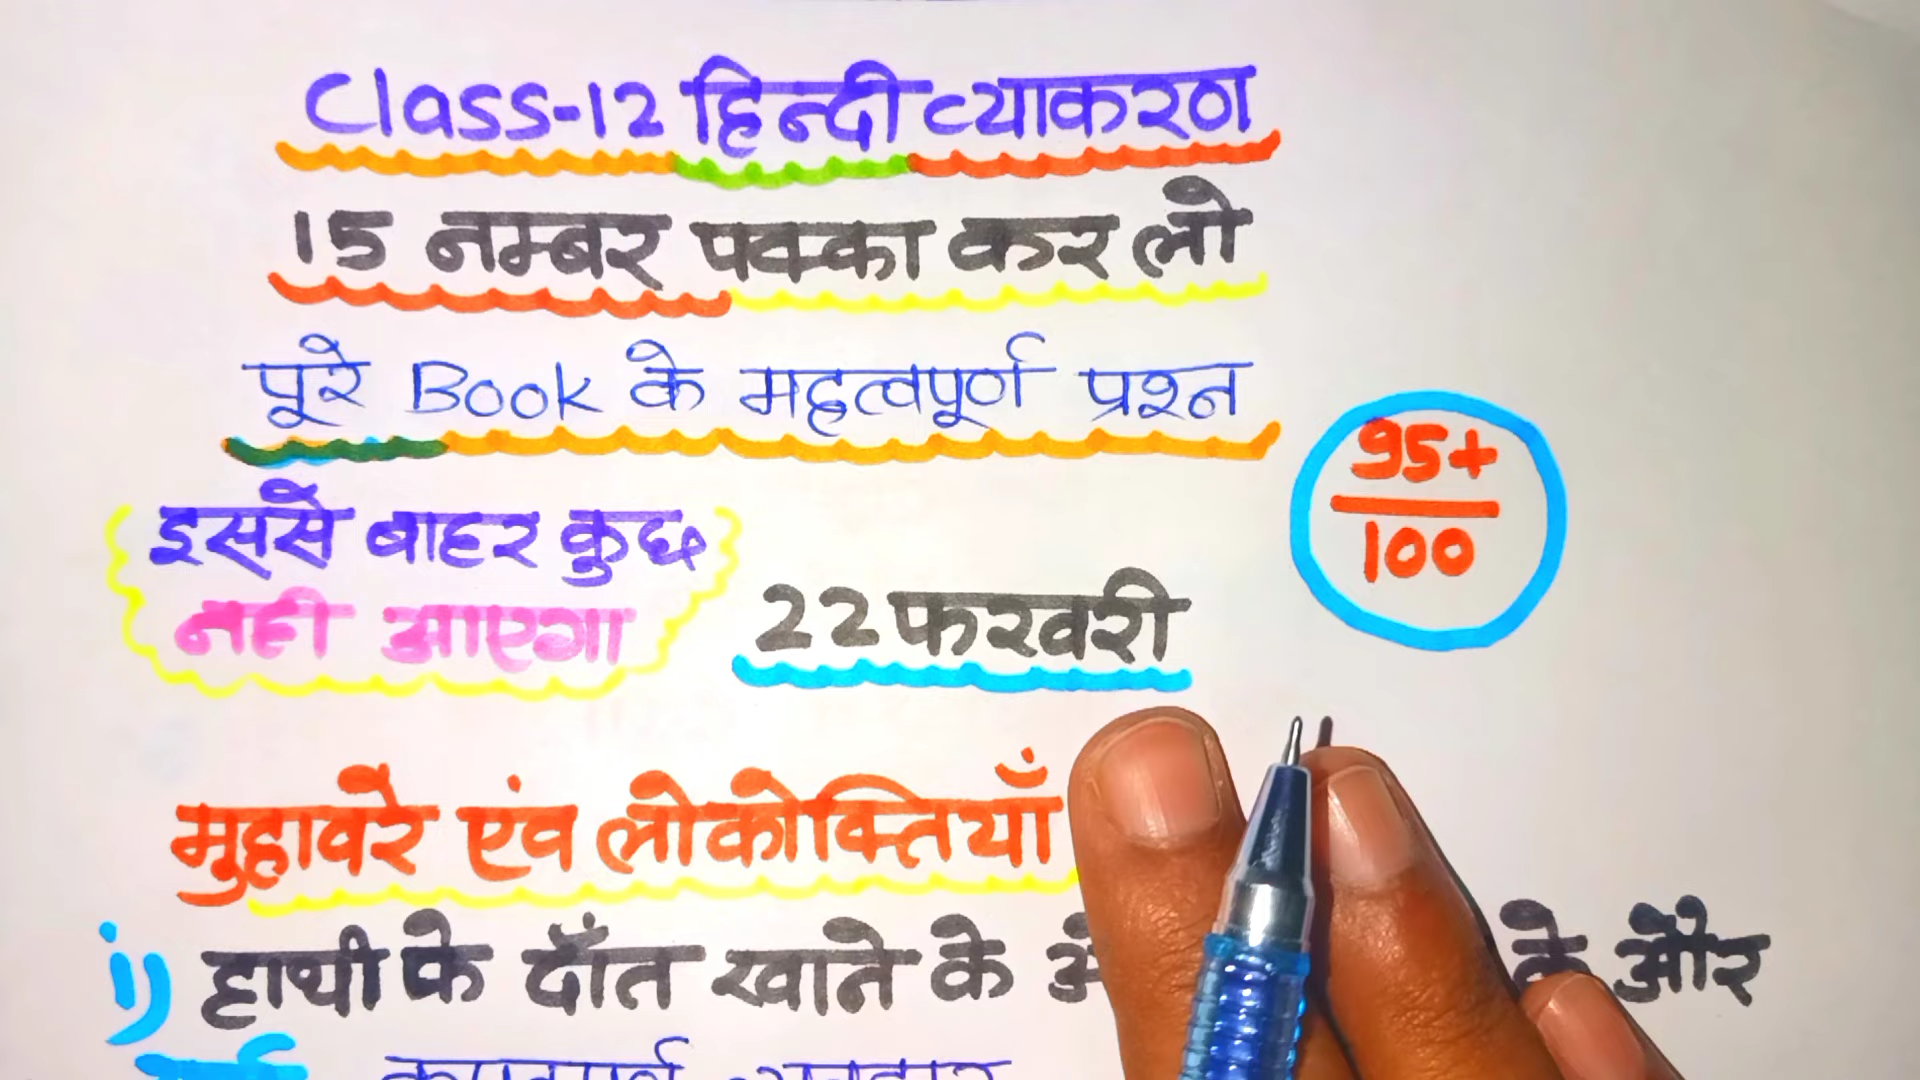 Class-12 हिन्दी व्याकरण
15 नम्बर पक्का कर लो
पूरे Book के महत्वपूर्ण प्रश्न
95+
100
इससे बाहर कुछ
नही आएगा
22 फरवरी
मुहावरे एंव लोकोक्तियाँ
i) हाथी के दाँत खाने के के और